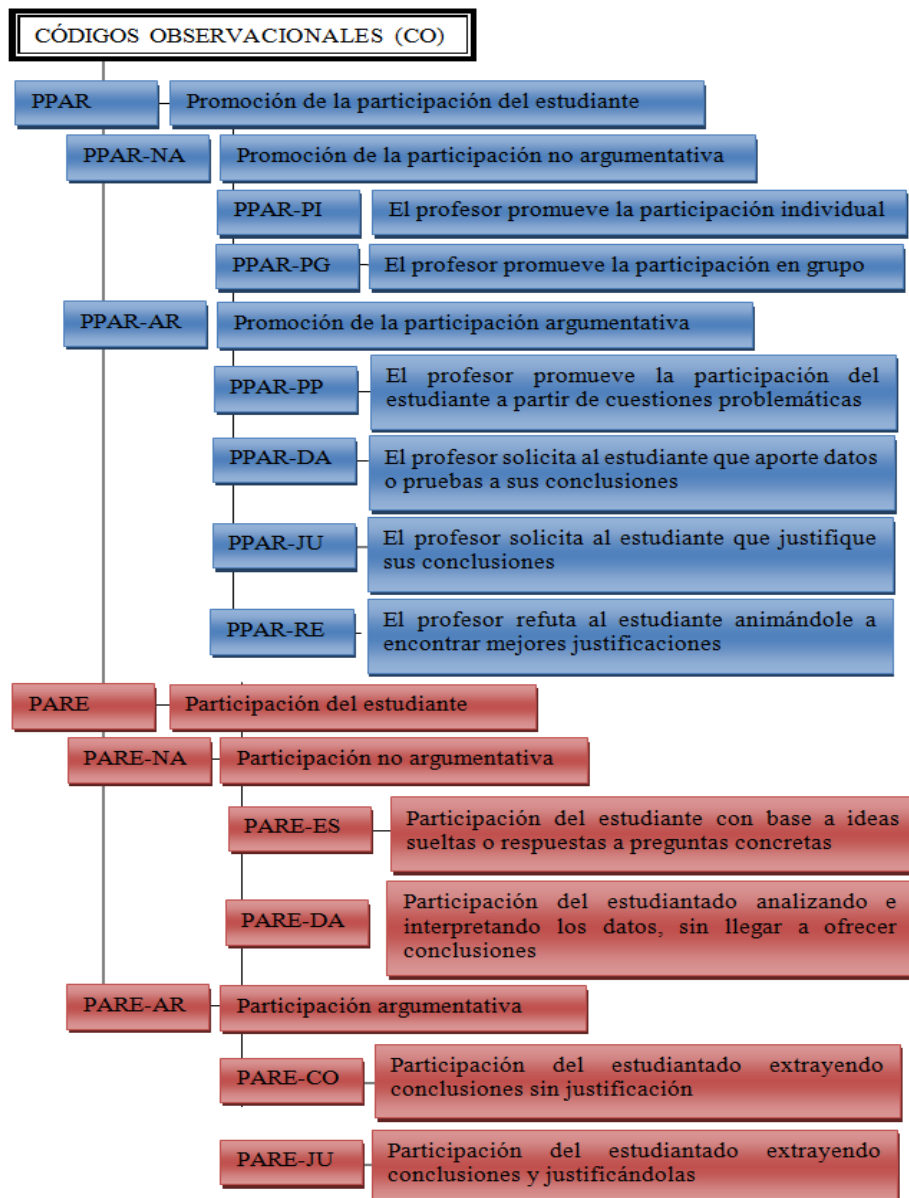 CÓDIGOS OBSERVACIONALES (CO)
PPAR
Promoción de la participación del estudiante
PPAR-NA
Promoción de la participación no argumentativa
PPAR-PI
El profesor promueve la participación individual
PPAR-PG
El profesor promueve la participación en grupo
PPAR-AR
Promoción de la participación argumentativa
PPAR-PP
El profesor promueve la participación del
estudiante a partir de cuestiones problemáticas
PPAR-DA
El profesor solicita al estudiante que aporte datos
o pruebas a sus conclusiones
PPAR-JU
El profesor solicita al estudiante que justifique
sus conclusiones
PPAR-RE
El profesor refuta al estudiante animándole a
encontrar mejores justificaciones
PARE
Participación del estudiante
PARE-NA
Participación no argumentativa
PARE-ES
Participación del estudiante con base a ideas
sueltas o respuestas a preguntas concretas
PARE-DA
Participación del estudiantado analizando e
interpretando los datos, sin llegar a ofrecer
conclusiones
PARE-AR
Participación argumentativa
PARE-CO
Participación del estudiantado extrayendo
conclusiones sin justificación
PARE-JU
Participación del estudiantado extrayendo
conclusiones y justificándolas